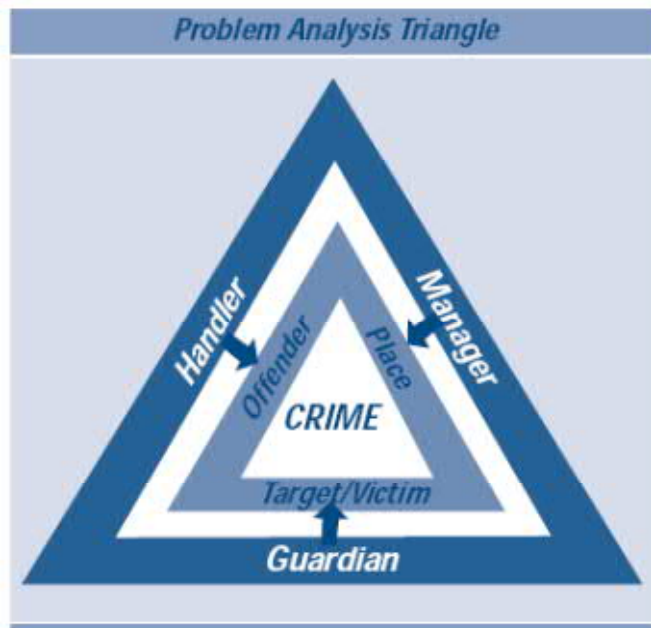 Problem Analysis Triangle
Handler
Manager
Offender
Place
CRIME
Target/Victim
Guardian